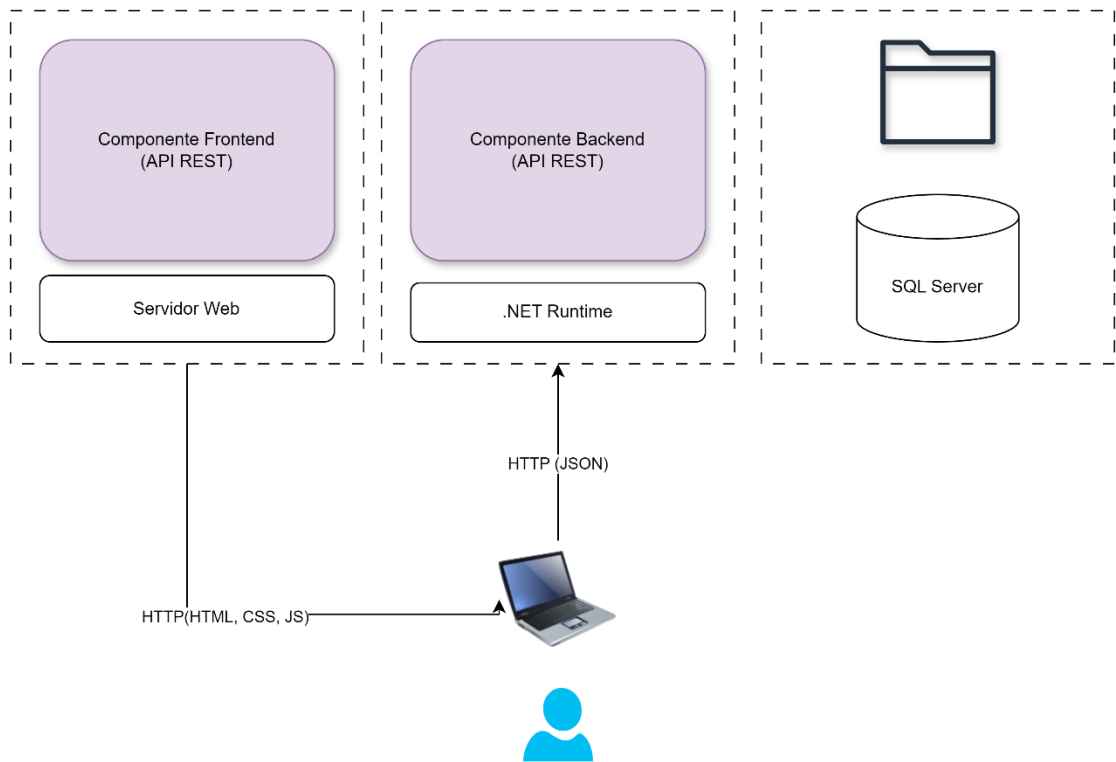 Componente Frontend
(API REST)
Servidor Web
Componente Backend
(API REST)
.NET Runtime
SQL Server
HTTP (JSON)
HTTP(HTML, CSS, JS)